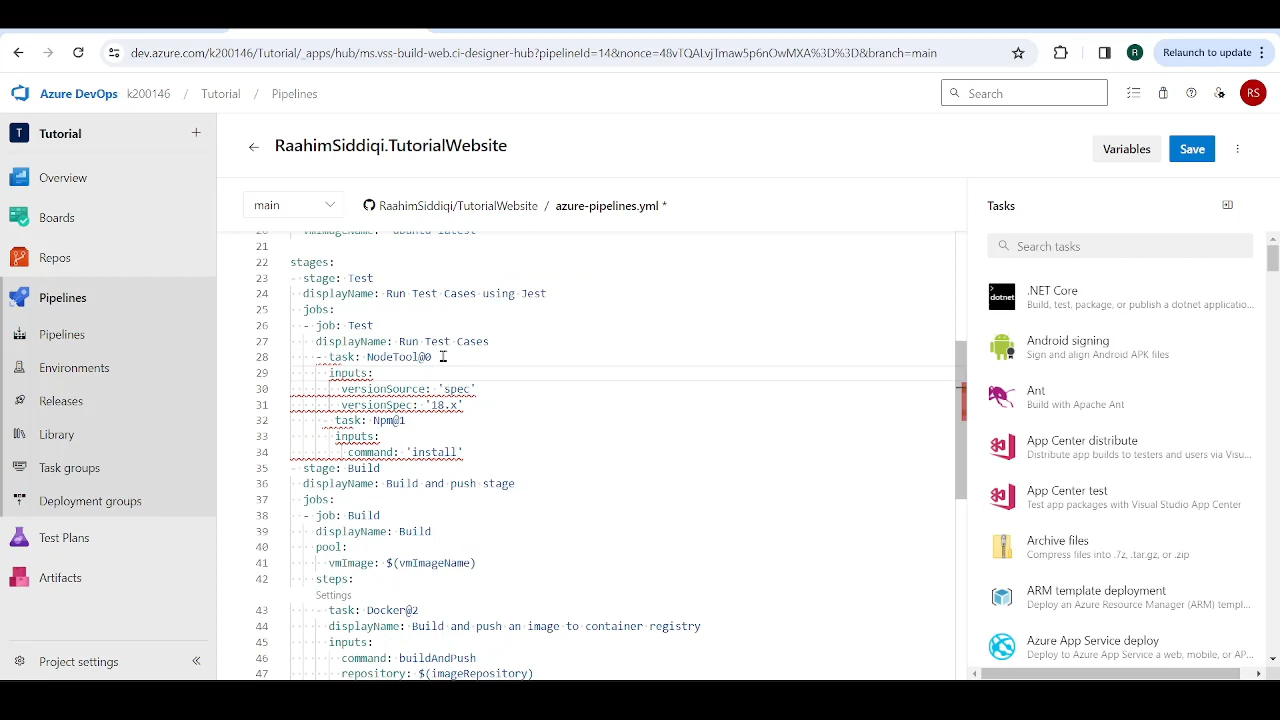 dev.azure.com/k200146/Tutorial/_apps/hub/ms.vss-build-web.ci-designer-hub?pipelineId=14&nonce=48vTQALvjTmaw5p6nOwMXA%3D%3D&branch=main
R
Relaunch to update
Azure DevOps k200146 / Tutorial / Pipelines
Search
RS
T Tutorial +
Overview
Boards
Repos
Pipelines
Pipelines
Environments
Releases
Library
Task groups
Deployment groups
Test Plans
Artifacts
Project settings
RaahimSiddiqi.TutorialWebsite
Variables
Save
main
RaahimSiddiqi/TutorialWebsite / azure-pipelines.yml *
20 vmImageName: 'ubuntu-latest'
21
22 stages:
23 - stage: Test
24 displayName: Run Test Cases using Jest
25 jobs:
26 - job: Test
27 displayName: Run Test Cases
28 - task: NodeTool@0
29 inputs:
30 versionSource: 'spec'
31 versionSpec: '18.x'
32 - task: Npm@1
33 inputs:
34 command: 'install'
35 - stage: Build
36 displayName: Build and push stage
37 jobs:
38 - job: Build
39 displayName: Build
40 pool:
41 vmImage: $(vmImageName)
42 steps:
Settings
43 - task: Docker@2
44 displayName: Build and push an image to container registry
45 inputs:
46 command: buildAndPush
47 repository: $(imageRepository)
Tasks
Search tasks
dotnet
.NET Core
Build, test, package, or publish a dotnet applicatio...
Android signing
Sign and align Android APK files
Ant
Build with Apache Ant
App Center distribute
Distribute app builds to testers and users via Visu...
App Center test
Test app packages with Visual Studio App Center
Archive files
Compress files into .7z, .tar.gz, or .zip
ARM template deployment
Deploy an Azure Resource Manager (ARM) templ...
Azure App Service deploy
Deploy to Azure App Service a web, mobile, or AP...